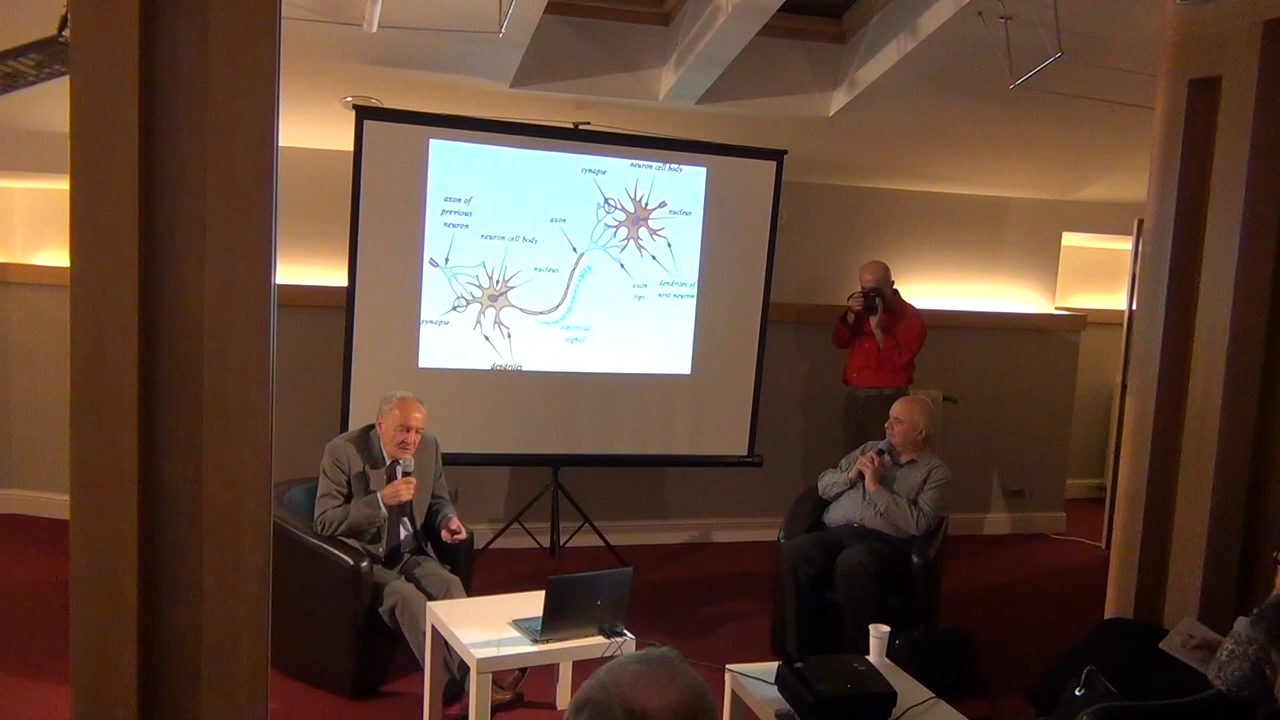 neuron cell body
synapse
axon of
previous
neuron
nucleus
axon
neuron cell body
nucleus
axon
tips
dendrites of
next neuron
synapse
electrical
signal
dendrites